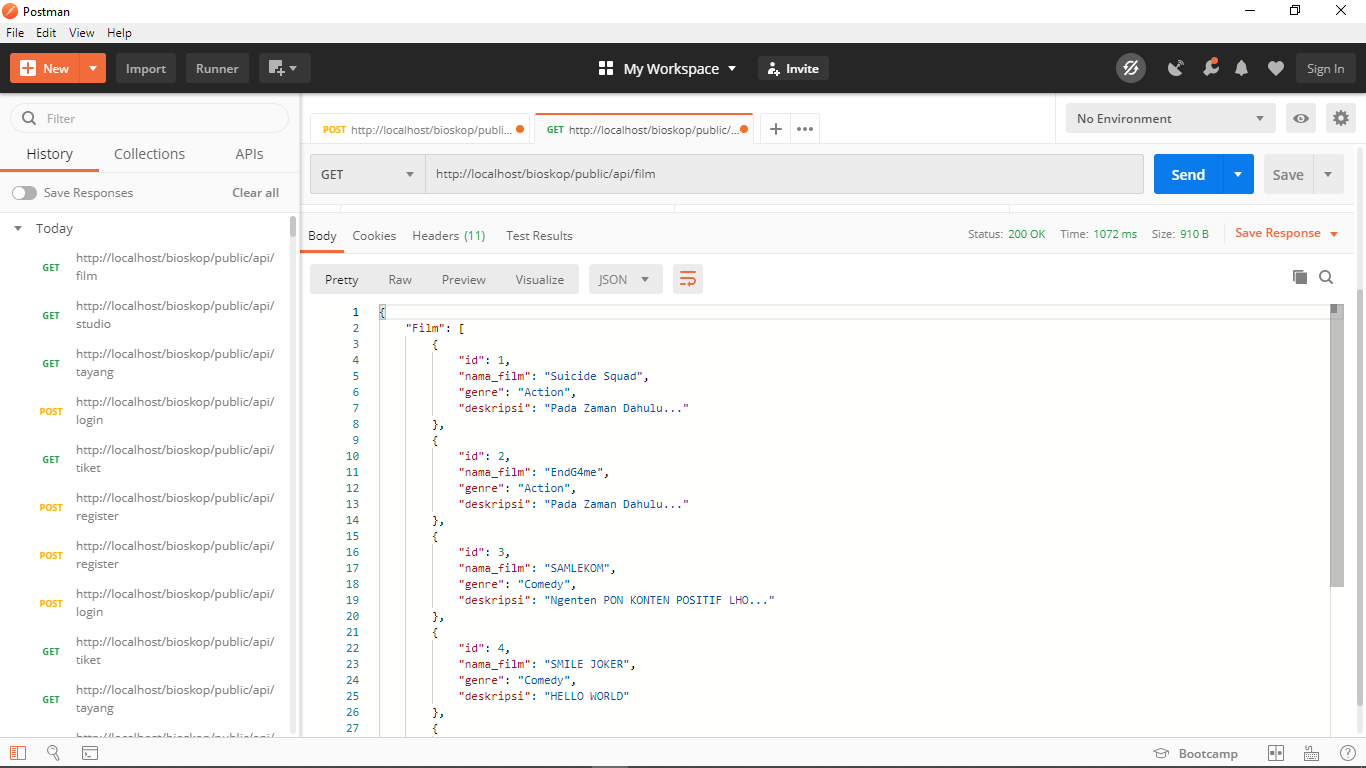 Postman
File Edit View Help
New Import Runner My Workspace Invite Sign In
Filter
History Collections APIs
Save Responses Clear all
Today
GET http://localhost/bioskop/public/api/
film
GET http://localhost/bioskop/public/api/
studio
GET http://localhost/bioskop/public/api/
tayang
POST http://localhost/bioskop/public/api/
login
GET http://localhost/bioskop/public/api/
tiket
POST http://localhost/bioskop/public/api/
register
POST http://localhost/bioskop/public/api/
register
POST http://localhost/bioskop/public/api/
login
GET http://localhost/bioskop/public/api/
tiket
GET http://localhost/bioskop/public/api/
tayang
POST http://localhost/bioskop/publi... GET http://localhost/bioskop/public/... + ••• No Environment
GET http://localhost/bioskop/public/api/film Send Save
Body Cookies Headers (11) Test Results Status: 200 OK Time: 1072 ms Size: 910 B Save Response
Pretty Raw Preview Visualize JSON
1 {
2 "Film": [
3 {
4 "id": 1,
5 "nama_film": "Suicide Squad",
6 "genre": "Action",
7 "deskripsi": "Pada Zaman Dahulu..."
8 },
9 {
10 "id": 2,
11 "nama_film": "EndG4me",
12 "genre": "Action",
13 "deskripsi": "Pada Zaman Dahulu..."
14 },
15 {
16 "id": 3,
17 "nama_film": "SAMLEKOM",
18 "genre": "Comedy",
19 "deskripsi": "Ngenten PON KONTEN POSITIF LHO..."
20 },
21 {
22 "id": 4,
23 "nama_film": "SMILE JOKER",
24 "genre": "Comedy",
25 "deskripsi": "HELLO WORLD"
26 },
27 {
Bootcamp